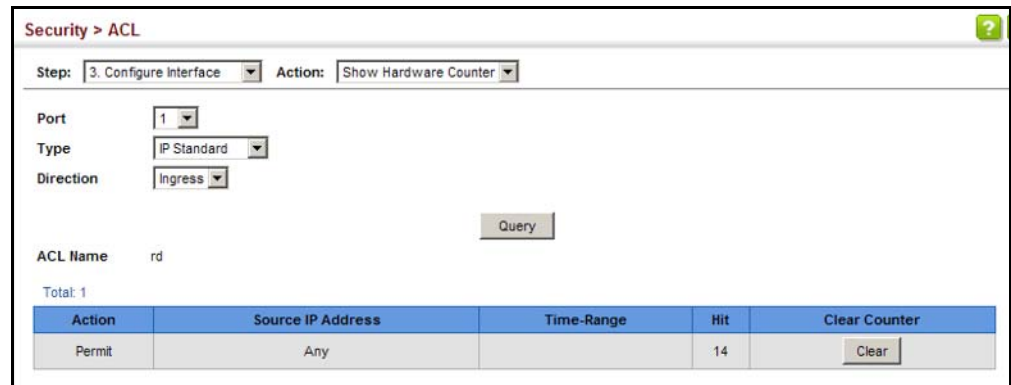 Security > ACL
?
Step: 3. Configure Interface Action: Show Hardware Counter
Port 1
Type IP Standard
Direction Ingress
Query
ACL Name rd
Total: 1
Action Source IP Address Time-Range Hit Clear Counter
Permit Any 14 Clear